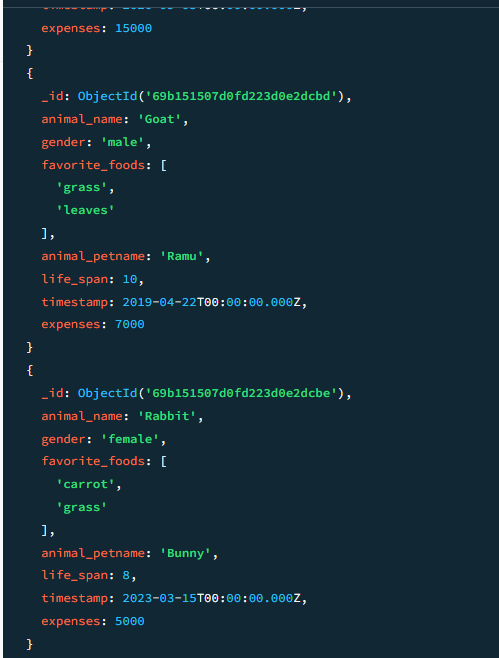 expenses: 15000
}
{
_id: ObjectId('69b151507d0fd223d0e2dcbd'),
animal_name: 'Goat',
gender: 'male',
favorite_foods: [
'grass',
'leaves'
],
animal_petname: 'Ramu',
life_span: 10,
timestamp: 2019-04-22T00:00:00.000Z,
expenses: 7000
}
{
_id: ObjectId('69b151507d0fd223d0e2dcbe'),
animal_name: 'Rabbit',
gender: 'female',
favorite_foods: [
'carrot',
'grass'
],
animal_petname: 'Bunny',
life_span: 8,
timestamp: 2023-03-15T00:00:00.000Z,
expenses: 5000
}